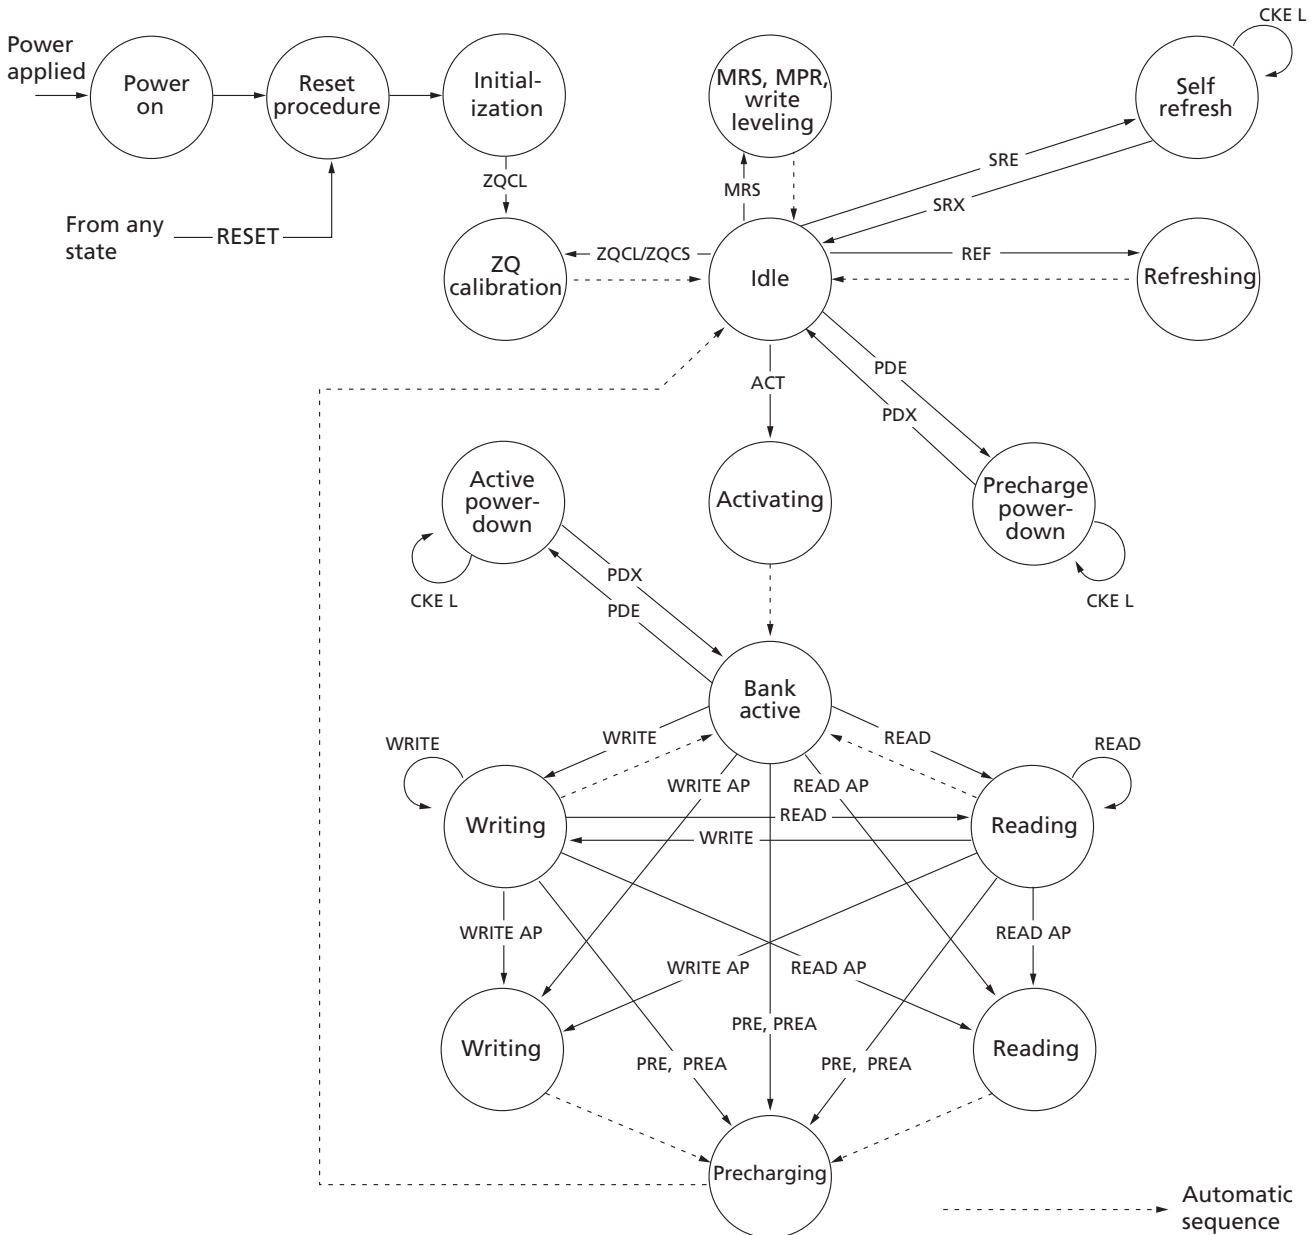 CKE L
Power
applied
Power
on
Reset
procedure
Initial-
ization
MRS, MPR,
write
leveling
Self
refresh
SRE
ZQCL
MRS
SRX
From any
state
RESET
ZQ
calibration
ZQCL/ZQCS
Idle
REF
Refreshing
PDE
ACT
PDX
Active
power-
down
Activating
Precharge
power-
down
PDX
CKE L
PDE
CKE L
Bank
active
WRITE
READ
WRITE
READ
WRITE AP
READ AP
Writing
READ
Reading
WRITE
WRITE AP
READ AP
WRITE AP
READ AP
PRE, PREA
Writing
Reading
PRE, PREA
PRE, PREA
Precharging
Automatic
sequence